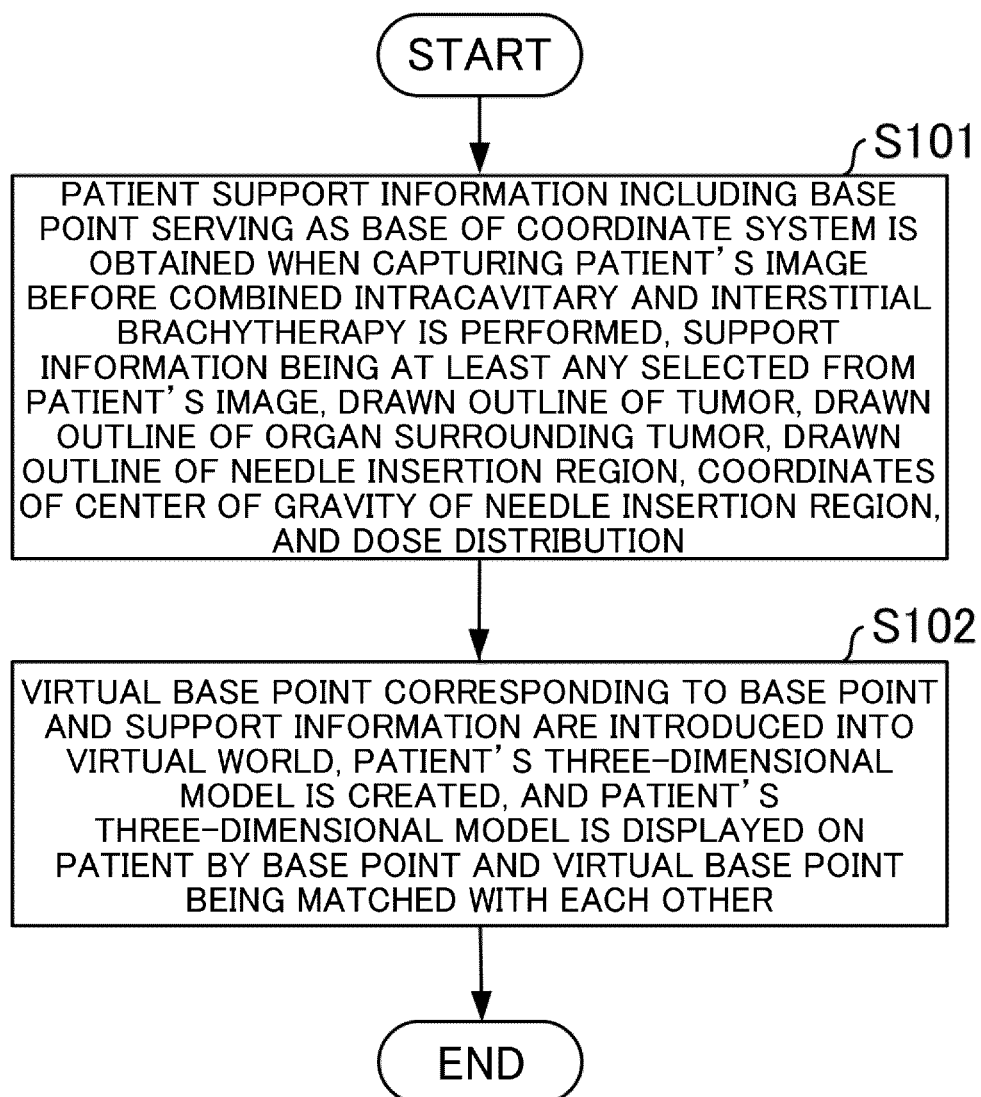 START
S101
PATIENT SUPPORT INFORMATION INCLUDING BASE
POINT SERVING AS BASE OF COORDINATE SYSTEM IS
OBTAINED WHEN CAPTURING PATIENT'S IMAGE
BEFORE COMBINED INTRACAVITARY AND INTERSTITIAL
BRACHYTHERAPY IS PERFORMED, SUPPORT
INFORMATION BEING AT LEAST ANY SELECTED FROM
PATIENT'S IMAGE, DRAWN OUTLINE OF TUMOR, DRAWN
OUTLINE OF ORGAN SURROUNDING TUMOR, DRAWN
OUTLINE OF NEEDLE INSERTION REGION, COORDINATES
OF CENTER OF GRAVITY OF NEEDLE INSERTION REGION,
AND DOSE DISTRIBUTION
S102
VIRTUAL BASE POINT CORRESPONDING TO BASE POINT
AND SUPPORT INFORMATION ARE INTRODUCED INTO
VIRTUAL WORLD, PATIENT'S THREE-DIMENSIONAL
MODEL IS CREATED, AND PATIENT'S
THREE-DIMENSIONAL MODEL IS DISPLAYED ON
PATIENT BY BASE POINT AND VIRTUAL BASE POINT
BEING MATCHED WITH EACH OTHER
END